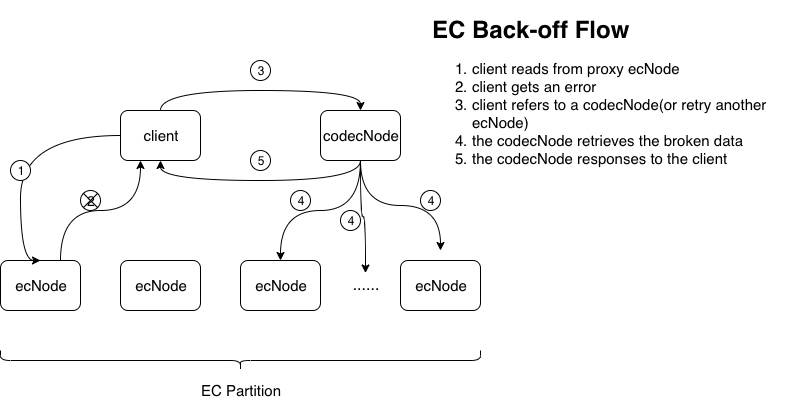 EC Back-off Flow
1. client reads from proxy ecNode
2. client gets an error
3. client refers to a codecNode(or retry another
ecNode)
4. the codecNode retrieves the broken data
5. the codecNode responses to the client
3
client
codecNode
5
1
2
4
4
4
ecNode
ecNode
ecNode
......
ecNode
EC Partition